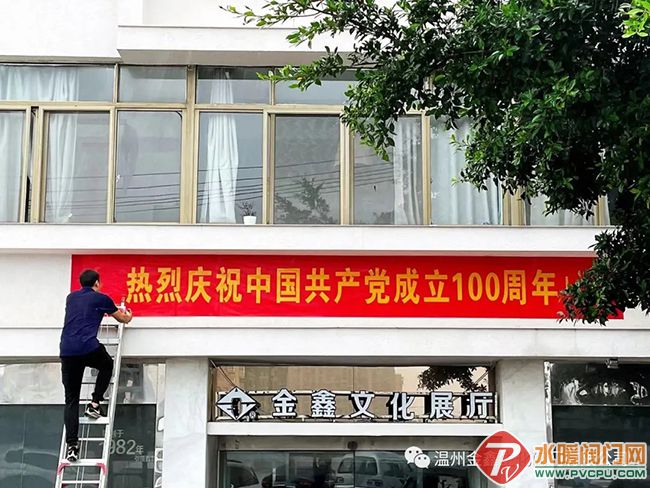 热烈庆祝中国共产党成立100周年
金鑫文化展厅
982年
温州金鑫
水暖阀门网
WWW.PVCPU.COM